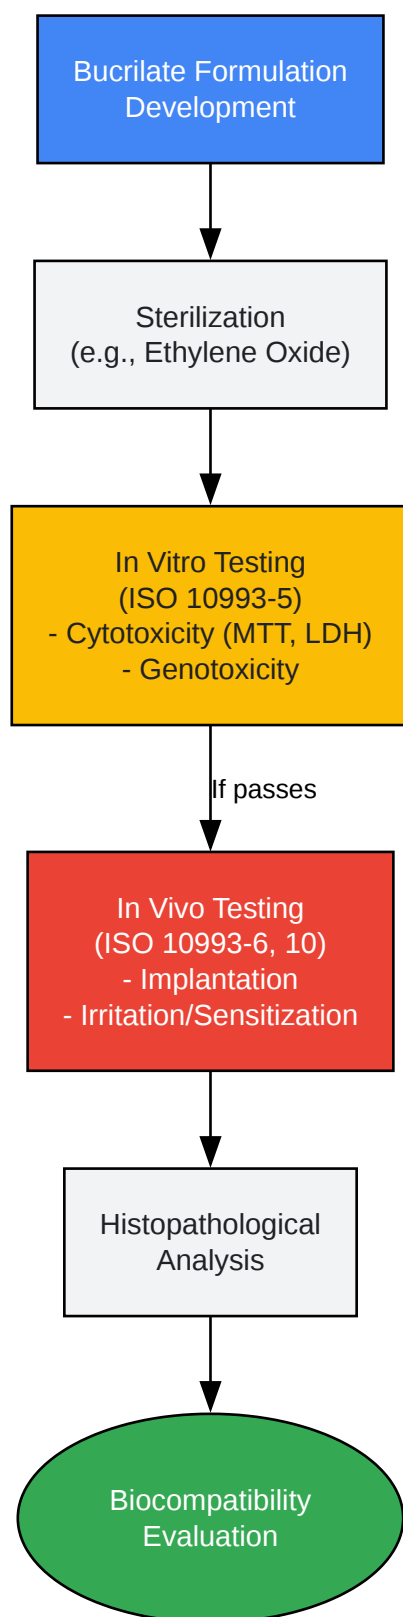 Bucrilate Formulation
Development
Sterilization
(e.g., Ethylene Oxide)
In Vitro Testing
(ISO 10993-5)
- Cytotoxicity (MTT, LDH)
- Genotoxicity
If passes
In Vivo Testing
(ISO 10993-6, 10)
- Implantation
- Irritation/Sensitization
Histopathological
Analysis
Biocompatibility
Evaluation